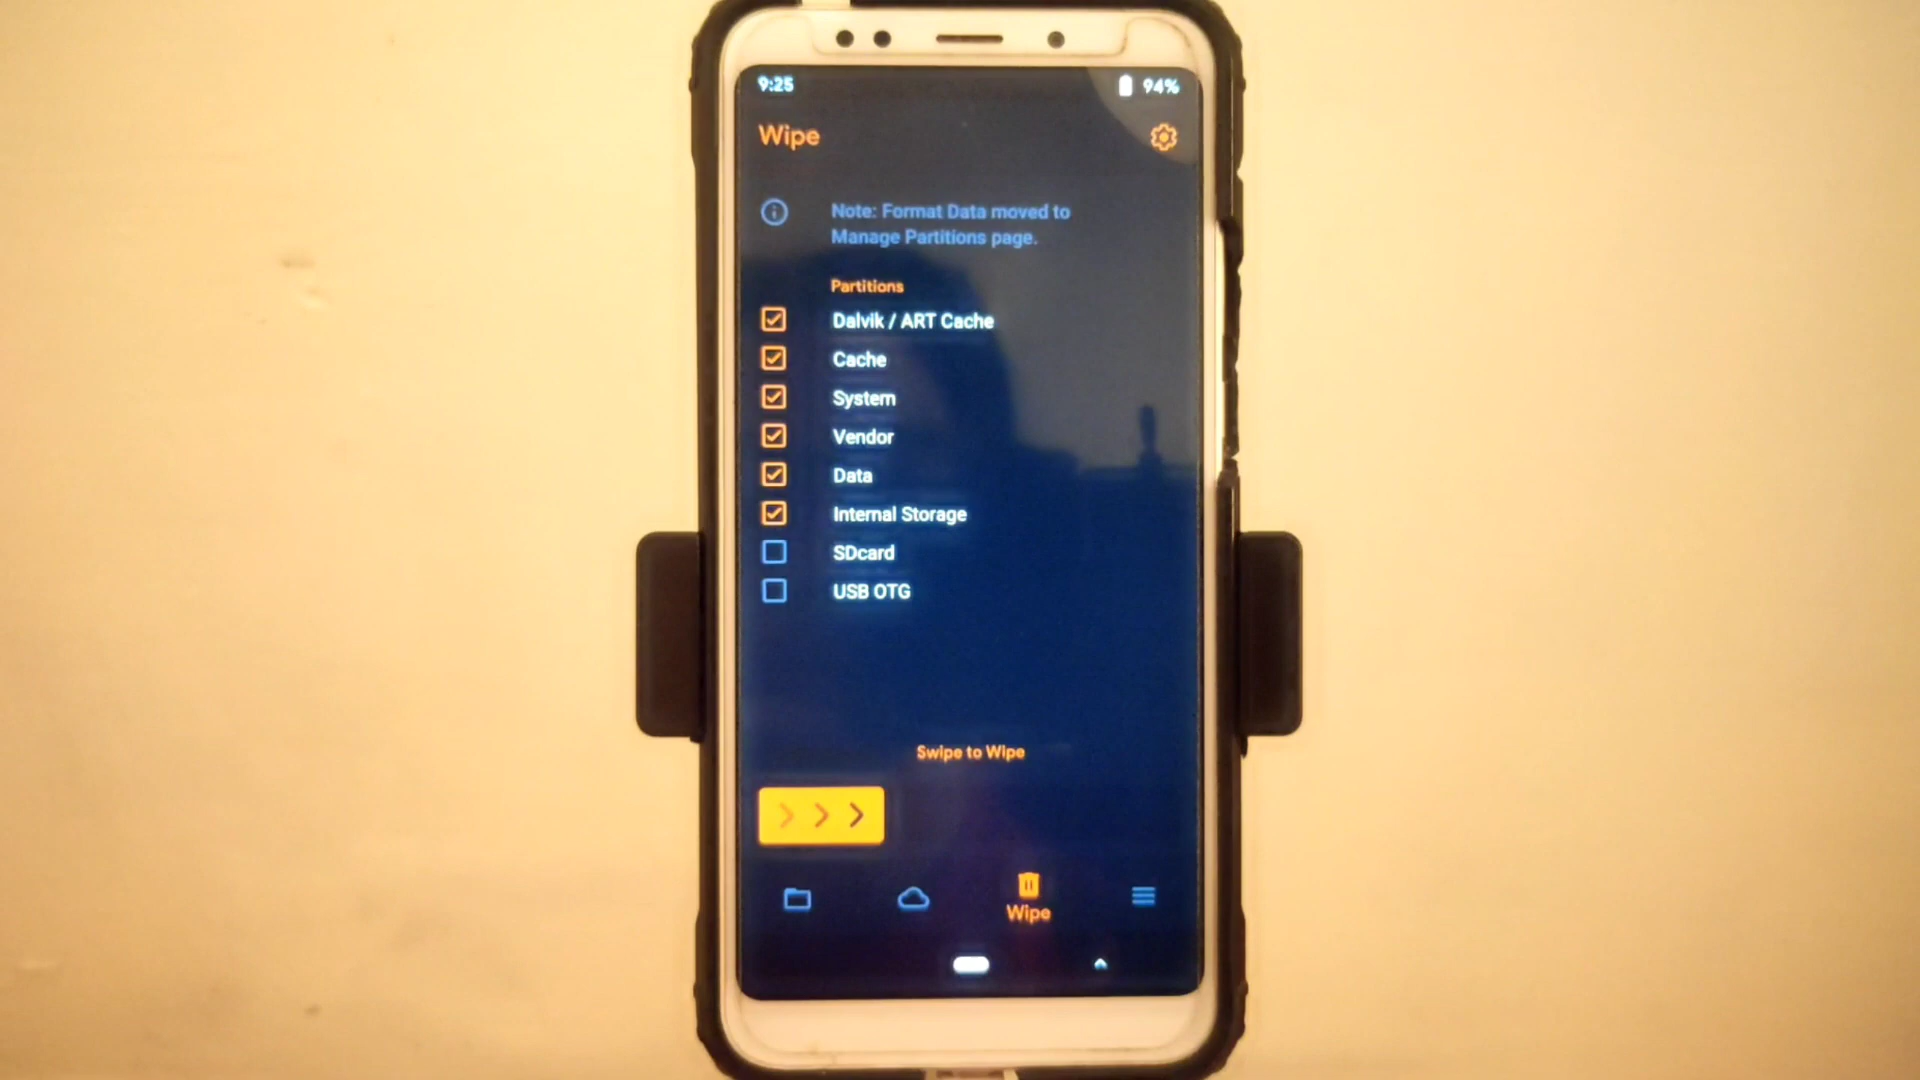 9:25
94%
Wipe
Note: Format Data moved to
Manage Partitions page.
Partitions
Dalvik / ART Cache
Cache
System
Vendor
Data
Internal Storage
SDcard
USB OTG
Swipe to Wipe
Wipe